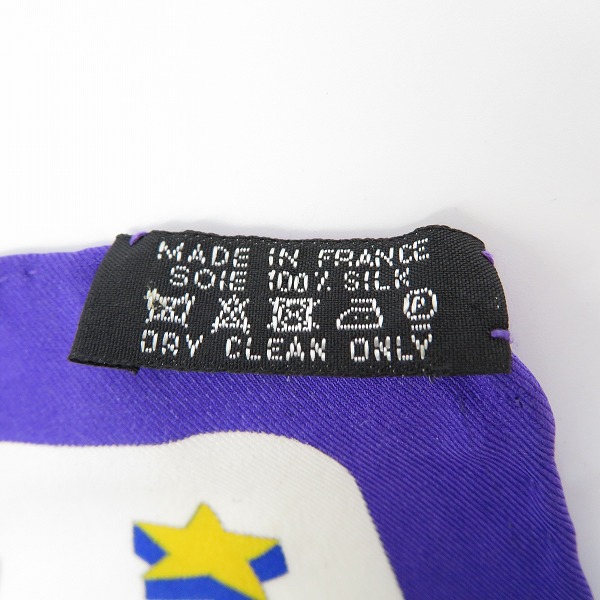 MADE IN FRANCE
SOIE 100% SILK
P
DRY CLEAN ONLY